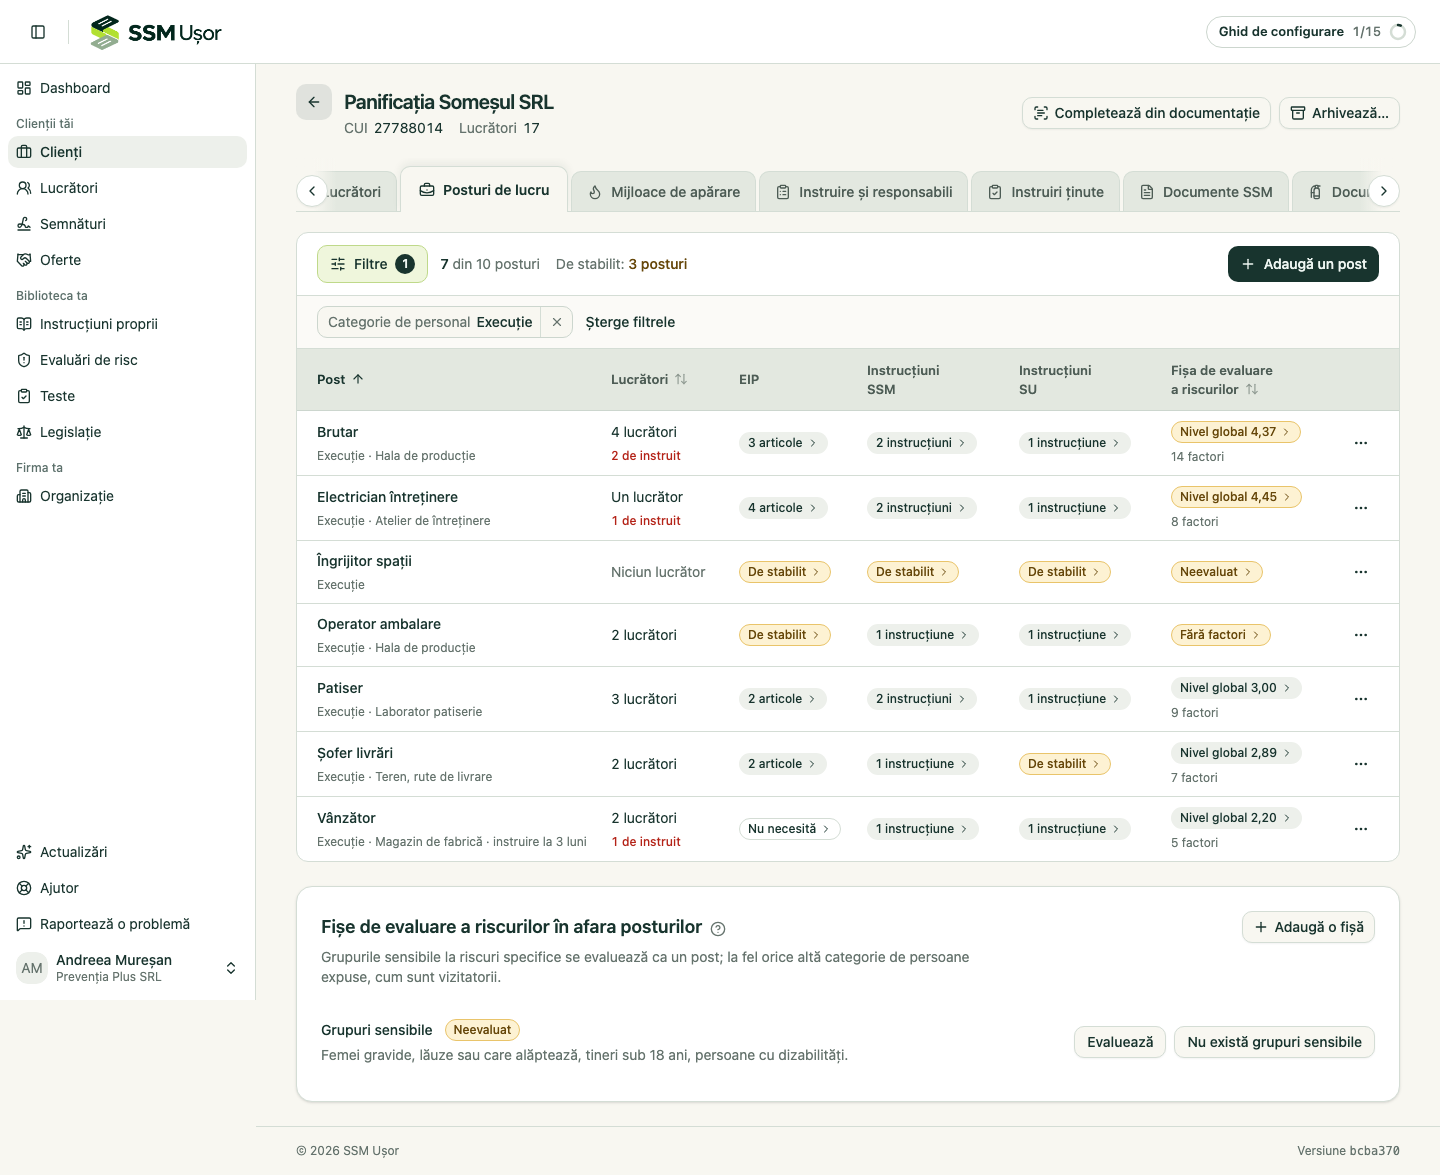 SSM Ușor
Ghid de configurare 1/15
Dashboard
Clienții tăi
Clienți
Lucrători
Semnături
Oferte
Biblioteca ta
Instrucțiuni proprii
Evaluări de risc
Teste
Legislație
Firma ta
Organizație
Actualizări
Ajutor
Raportează o problemă
AM
Andreea Mureșan
Prevenția Plus SRL
Panificația Someșul SRL
CUI 27788014 Lucrători 17
Completează din documentație
Arhivează...
ucrători
Posturi de lucru
Mijloace de apărare
Instruire și responsabili
Instruiri ținute
Documente SSM
Docu
Filtre 1
7 din 10 posturi
De stabilit: 3 posturi
Adaugă un post
Categorie de personal Execuție
Șterge filtrele
Post
Lucrători
EIP
Instrucțiuni
SSM
Instrucțiuni
SU
Fișa de evaluare
a riscurilor
Brutar
Execuție · Hala de producție
4 lucrători
2 de instruit
3 articole
2 instrucțiuni
1 instrucțiune
Nivel global 4,37
14 factori
Electrician întreținere
Execuție · Atelier de întreținere
Un lucrător
1 de instruit
4 articole
2 instrucțiuni
1 instrucțiune
Nivel global 4,45
8 factori
Îngrijitor spații
Execuție
Niciun lucrător
De stabilit
De stabilit
De stabilit
Neevaluat
Operator ambalare
Execuție · Hala de producție
2 lucrători
De stabilit
1 instrucțiune
1 instrucțiune
Fără factori
Patiser
Execuție · Laborator patiserie
3 lucrători
2 articole
2 instrucțiuni
1 instrucțiune
Nivel global 3,00
9 factori
Șofer livrări
Execuție · Teren, rute de livrare
2 lucrători
2 articole
1 instrucțiune
De stabilit
Nivel global 2,89
7 factori
Vânzător
Execuție · Magazin de fabrică · instruire la 3 luni
2 lucrători
1 de instruit
Nu necesită
1 instrucțiune
1 instrucțiune
Nivel global 2,20
5 factori
Fișe de evaluare a riscurilor în afara posturilor
Adaugă o fișă
Grupurile sensibile la riscuri specifice se evaluează ca un post; la fel orice altă categorie de persoane
expuse, cum sunt vizitatorii.
Grupuri sensibile Neevaluat
Femei gravide, lăuze sau care alăptează, tineri sub 18 ani, persoane cu dizabilități.
Evaluează
Nu există grupuri sensibile
© 2026 SSM Ușor
Versiune bcba370